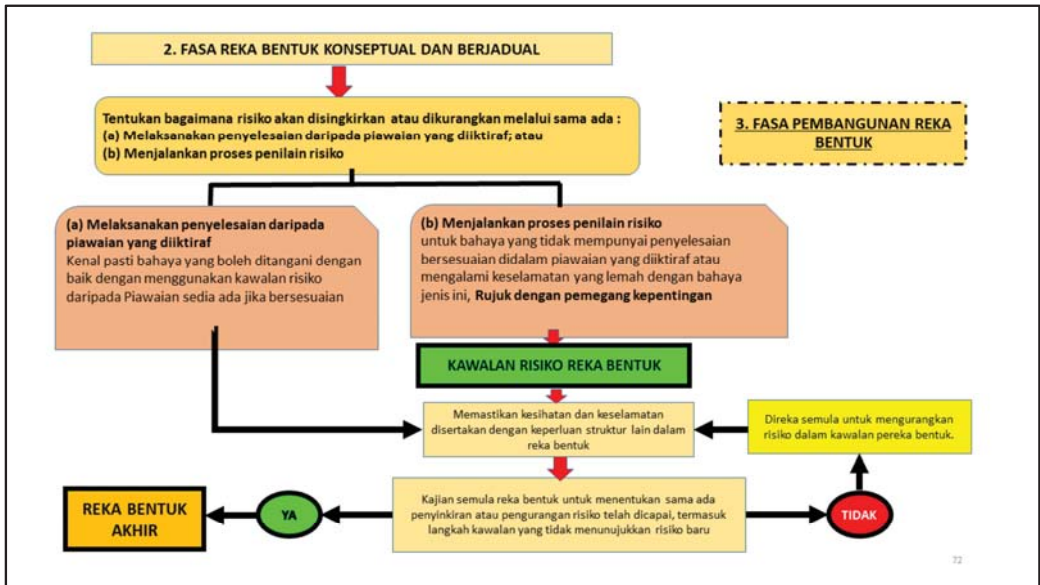 2. FASA REKA BENTUK KONSEPTUAL DAN BERJADUAL
Tentukan bagaimana risiko akan disingkirkan atau dikurangkan melalui sama ada :
(a) Melaksanakan penyelesaian daripada piawaian yang diiktiraf; atau
(b) Menjalankan proses penilain risiko
3. FASA PEMBANGUNAN REKA
BENTUK
(a) Melaksanakan penyelesaian daripada
piawaian yang diiktiraf
Kenal pasti bahaya yang boleh ditangani dengan
baik dengan menggunakan kawalan risiko
daripada Piawaian sedia ada jika bersesuaian
(b) Menjalankan proses penilain risiko
untuk bahaya yang tidak mempunyai penyelesaian
bersesuaian didalam piawaian yang diiktiraf atau
mengalami keselamatan yang lemah dengan bahaya
jenis ini, Rujuk dengan pemegang kepentingan
KAWALAN RISIKO REKA BENTUK
Memastikan kesihatan dan keselamatan
disertakan dengan keperluan struktur lain dalam
reka bentuk
Direka semula untuk mengurangkan
risiko dalam kawalan pereka bentuk.
REKA BENTUK
AKHIR
YA
Kajian semula reka bentuk untuk menentukan sama ada
penyinkiran atau pengurangan risiko telah dicapai, termasuk
langkah kawalan yang tidak menunujukkan risiko baru
TIDAK
72